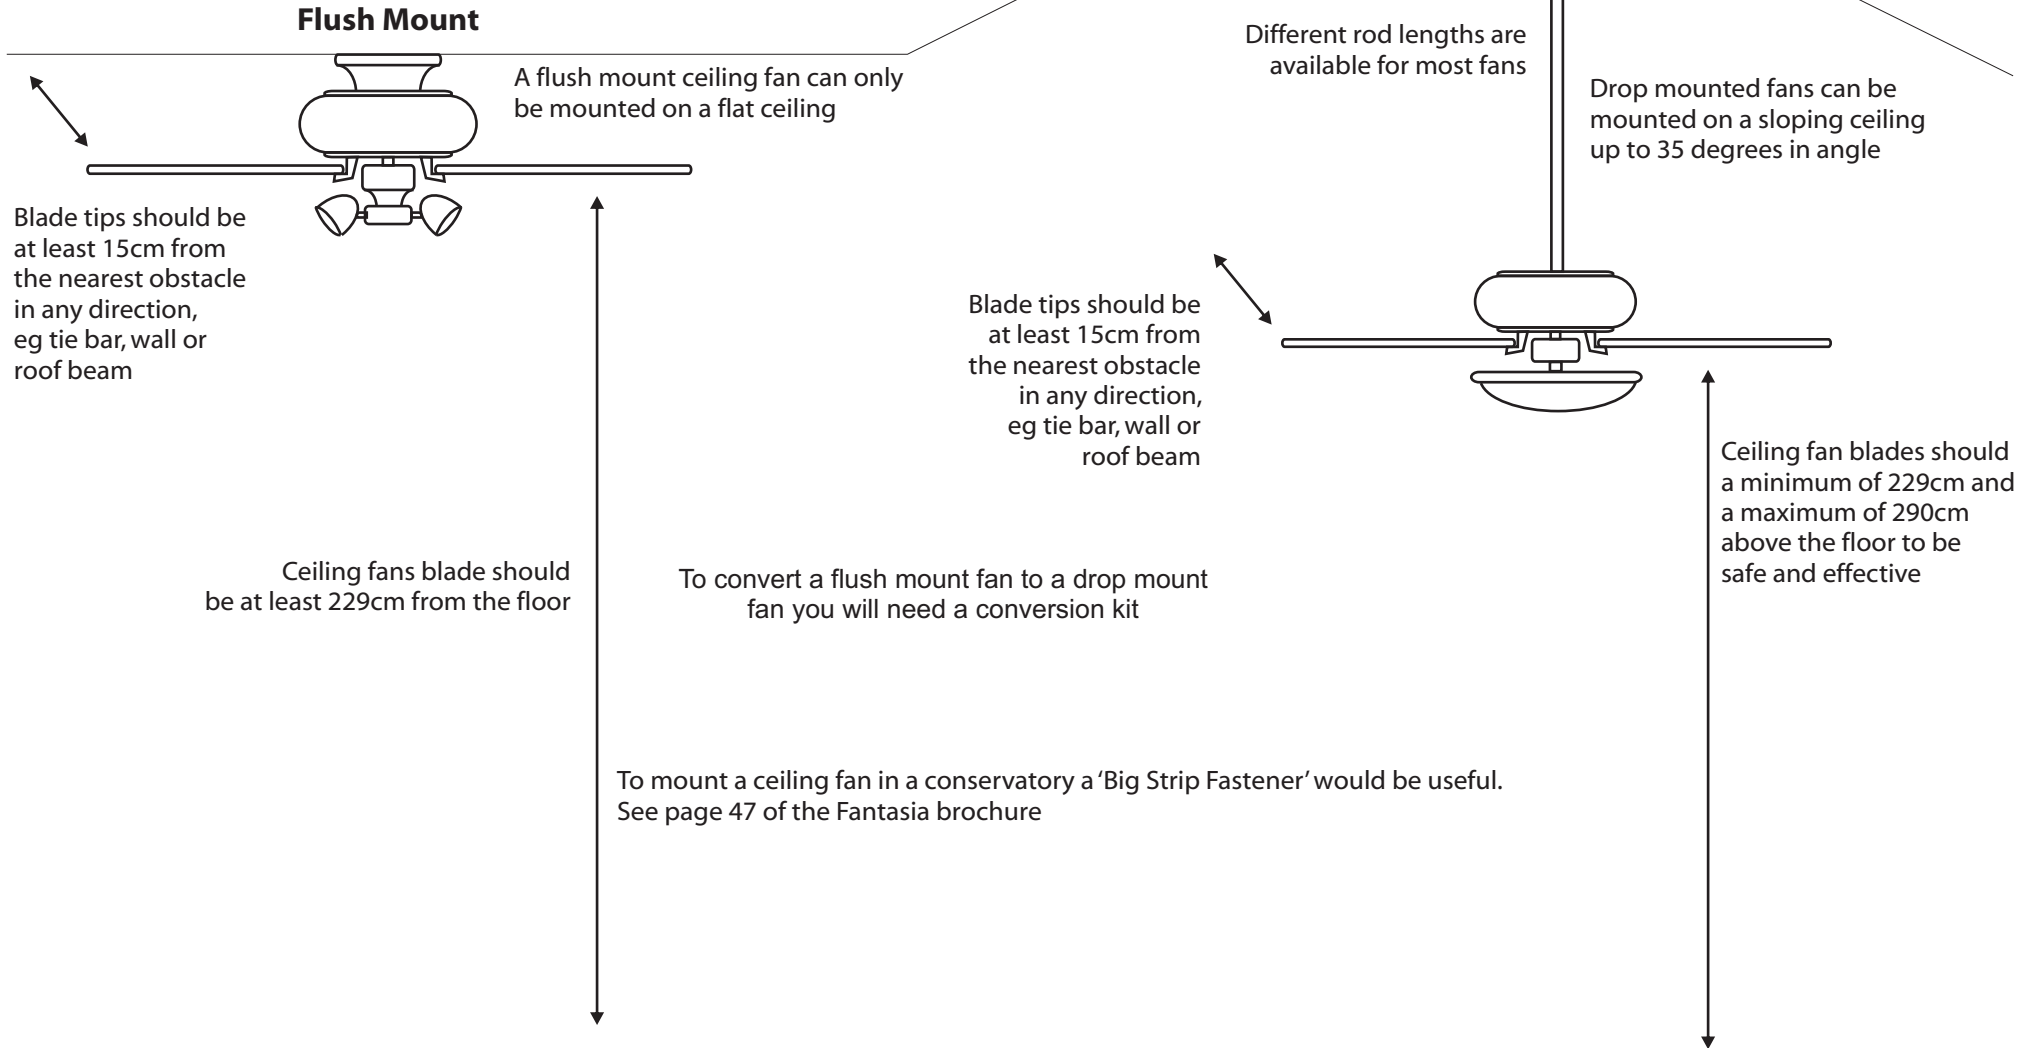 Flush Mount
A flush mount ceiling fan can only
be mounted on a flat ceiling
Blade tips should be
at least 15cm from
the nearest obstacle
in any direction,
eg tie bar, wall or
roof beam
Ceiling fans blade should
be at least 229cm from the floor
To convert a flush mount fan to a drop mount
fan you will need a conversion kit
To mount a ceiling fan in a conservatory a ‘Big Strip Fastener’ would be useful.
See page 47 of the Fantasia brochure
Different rod lengths are
available for most fans
Drop mounted fans can be
mounted on a sloping ceiling
up to 35 degrees in angle
Blade tips should be
at least 15cm from
the nearest obstacle
in any direction,
eg tie bar, wall or
roof beam
Ceiling fan blades should
a minimum of 229cm and
a maximum of 290cm
above the floor to be
safe and effective